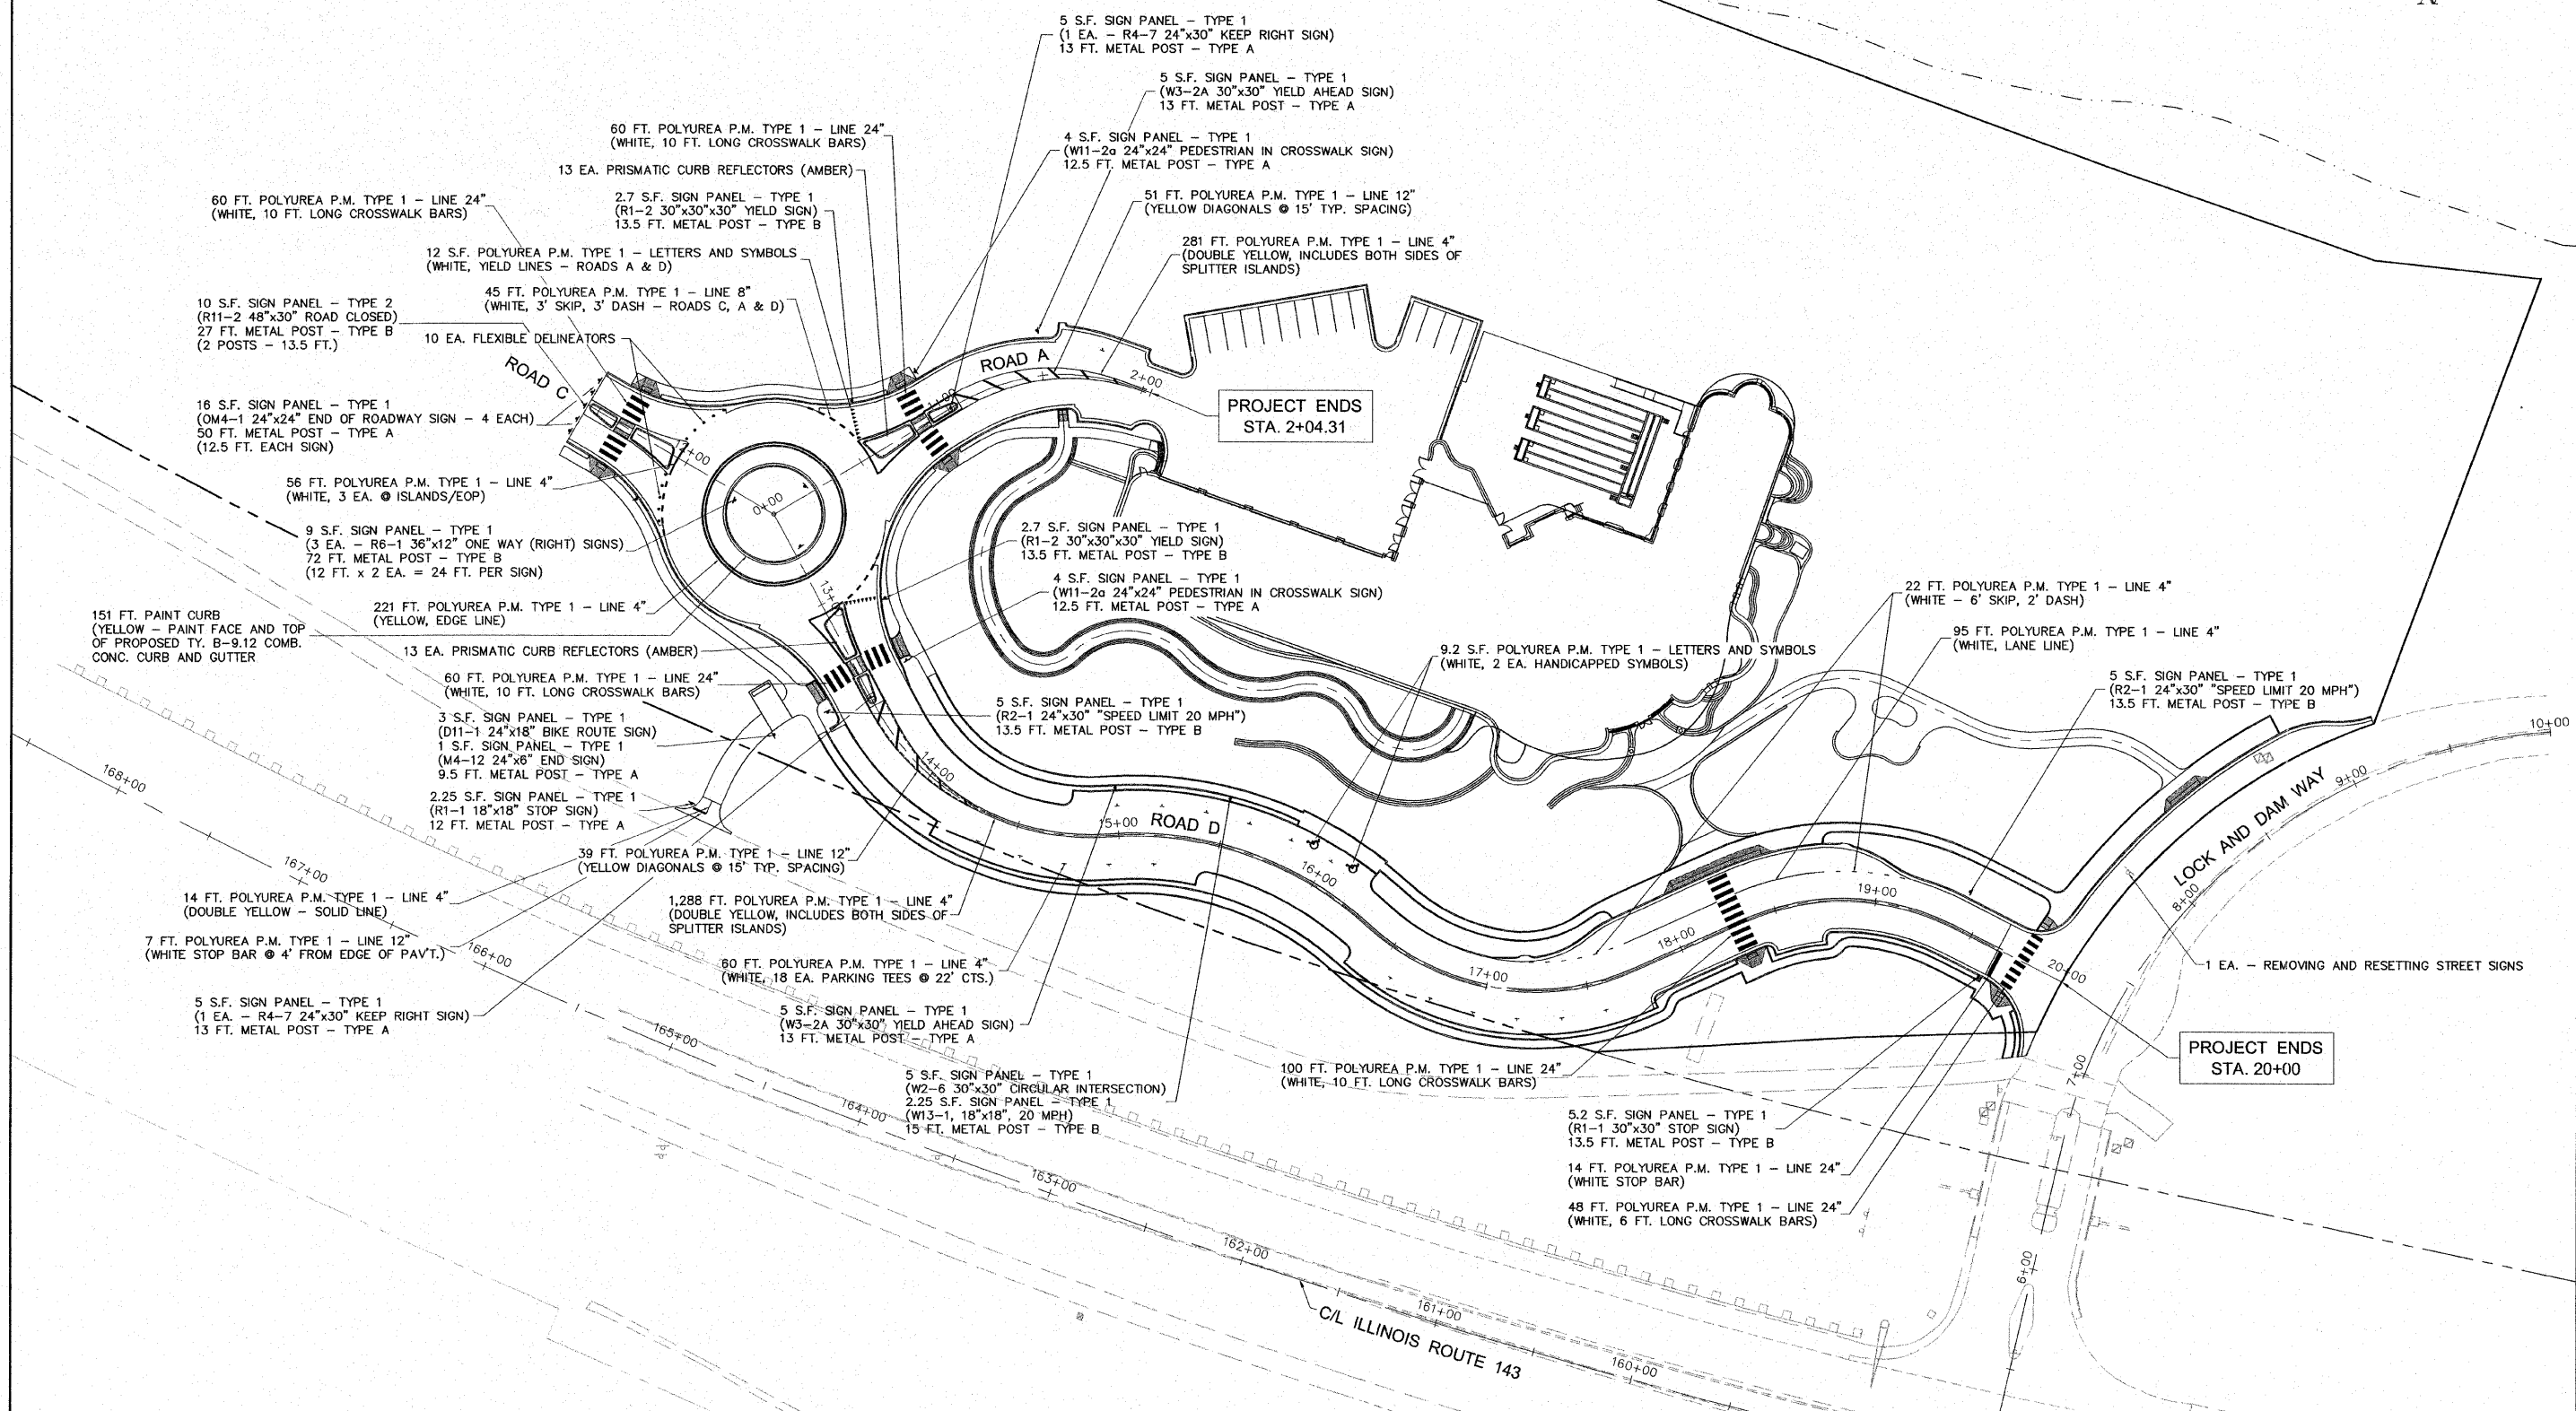 5 S.F. SIGN PANEL – TYPE 1
(1 EA. – R4–7 24"x30" KEEP RIGHT SIGN)
13 FT. METAL POST – TYPE A
5 S.F. SIGN PANEL – TYPE 1
(W3–2A 30"x30" YIELD AHEAD SIGN)
13 FT. METAL POST – TYPE A
4 S.F. SIGN PANEL – TYPE 1
(W11–2a 24"x24" PEDESTRIAN IN CROSSWALK SIGN)
12.5 FT. METAL POST – TYPE A
51 FT. POLYUREA P.M. TYPE 1 – LINE 12"
(YELLOW DIAGONALS @ 15' TYP. SPACING)
281 FT. POLYUREA P.M. TYPE 1 – LINE 4"
(DOUBLE YELLOW, INCLUDES BOTH SIDES OF
SPLITTER ISLANDS)
60 FT. POLYUREA P.M. TYPE 1 – LINE 24"
(WHITE, 10 FT. LONG CROSSWALK BARS)
13 EA. PRISMATIC CURB REFLECTORS (AMBER)
2.7 S.F. SIGN PANEL – TYPE 1
(R1–2 30"x30"x30" YIELD SIGN)
13.5 FT. METAL POST – TYPE B
60 FT. POLYUREA P.M. TYPE 1 – LINE 24"
(WHITE, 10 FT. LONG CROSSWALK BARS)
12 S.F. POLYUREA P.M. TYPE 1 – LETTERS AND SYMBOLS
(WHITE, YIELD LINES – ROADS A & D)
45 FT. POLYUREA P.M. TYPE 1 – LINE 8"
(WHITE, 3' SKIP, 3' DASH – ROADS C, A & D)
10 S.F. SIGN PANEL – TYPE 2
(R11–2 48"x30" ROAD CLOSED)
27 FT. METAL POST – TYPE B
(2 POSTS – 13.5 FT.)
10 EA. FLEXIBLE DELINEATORS
ROAD C
ROAD A
2+00
1+00
PROJECT ENDS
STA. 2+04.31
16 S.F. SIGN PANEL – TYPE 1
(OM4–1 24"x24" END OF ROADWAY SIGN – 4 EACH)
50 FT. METAL POST – TYPE A
(12.5 FT. EACH SIGN)
56 FT. POLYUREA P.M. TYPE 1 – LINE 4"
(WHITE, 3 EA. @ ISLANDS/EOP)
12+00
0+00
9 S.F. SIGN PANEL – TYPE 1
(3 EA. – R6–1 36"x12" ONE WAY (RIGHT) SIGNS)
72 FT. METAL POST – TYPE B
(12 FT. x 2 EA. = 24 FT. PER SIGN)
2.7 S.F. SIGN PANEL – TYPE 1
(R1–2 30"x30"x30" YIELD SIGN)
13.5 FT. METAL POST – TYPE B
4 S.F. SIGN PANEL – TYPE 1
(W11–2a 24"x24" PEDESTRIAN IN CROSSWALK SIGN)
12.5 FT. METAL POST – TYPE A
13+00
221 FT. POLYUREA P.M. TYPE 1 – LINE 4"
(YELLOW, EDGE LINE)
151 FT. PAINT CURB
(YELLOW – PAINT FACE AND TOP
OF PROPOSED TY. B–9.12 COMB.
CONC. CURB AND GUTTER
13 EA. PRISMATIC CURB REFLECTORS (AMBER)
60 FT. POLYUREA P.M. TYPE 1 – LINE 24"
(WHITE, 10 FT. LONG CROSSWALK BARS)
22 FT. POLYUREA P.M. TYPE 1 – LINE 4"
(WHITE – 6' SKIP, 2' DASH)
95 FT. POLYUREA P.M. TYPE 1 – LINE 4"
(WHITE, LANE LINE)
9.2 S.F. POLYUREA P.M. TYPE 1 – LETTERS AND SYMBOLS
(WHITE, 2 EA. HANDICAPPED SYMBOLS)
5 S.F. SIGN PANEL – TYPE 1
(R2–1 24"x30" "SPEED LIMIT 20 MPH")
13.5 FT. METAL POST – TYPE B
5 S.F. SIGN PANEL – TYPE 1
(R2–1 24"x30" "SPEED LIMIT 20 MPH")
13.5 FT. METAL POST – TYPE B
3 S.F. SIGN PANEL – TYPE 1
(D11–1 24"x18" BIKE ROUTE SIGN)
1 S.F. SIGN PANEL – TYPE 1
(M4–12 24"x6" END SIGN)
9.5 FT. METAL POST – TYPE A
2.25 S.F. SIGN PANEL – TYPE 1
(R1–1 18"x18" STOP SIGN)
12 FT. METAL POST – TYPE A
39 FT. POLYUREA P.M. TYPE 1 – LINE 12"
(YELLOW DIAGONALS @ 15' TYP. SPACING)
14+00
15+00
ROAD D
16+00
17+00
18+00
19+00
20+00
LOCK AND DAM WAY
10+00
9+00
8+00
7+00
6+00
168+00
167+00
166+00
165+00
164+00
163+00
162+00
161+00
160+00
14 FT. POLYUREA P.M. TYPE 1 – LINE 4"
(DOUBLE YELLOW – SOLID LINE)
1,288 FT. POLYUREA P.M. TYPE 1 – LINE 4"
(DOUBLE YELLOW, INCLUDES BOTH SIDES OF
SPLITTER ISLANDS)
7 FT. POLYUREA P.M. TYPE 1 – LINE 12"
(WHITE STOP BAR @ 4' FROM EDGE OF PAV'T.)
60 FT. POLYUREA P.M. TYPE 1 – LINE 4"
(WHITE, 18 EA. PARKING TEES @ 22' CTS.)
1 EA. – REMOVING AND RESETTING STREET SIGNS
5 S.F. SIGN PANEL – TYPE 1
(1 EA. – R4–7 24"x30" KEEP RIGHT SIGN)
13 FT. METAL POST – TYPE A
5 S.F. SIGN PANEL – TYPE 1
(W3–2A 30"x30" YIELD AHEAD SIGN)
13 FT. METAL POST – TYPE A
PROJECT ENDS
STA. 20+00
5 S.F. SIGN PANEL – TYPE 1
(W2–6 30"x30" CIRCULAR INTERSECTION)
2.25 S.F. SIGN PANEL – TYPE 1
(W13–1, 18"x18", 20 MPH)
15 FT. METAL POST – TYPE B
100 FT. POLYUREA P.M. TYPE 1 – LINE 24"
(WHITE, 10 FT. LONG CROSSWALK BARS)
5.2 S.F. SIGN PANEL – TYPE 1
(R1–1 30"x30" STOP SIGN)
13.5 FT. METAL POST – TYPE B
14 FT. POLYUREA P.M. TYPE 1 – LINE 24"
(WHITE STOP BAR)
48 FT. POLYUREA P.M. TYPE 1 – LINE 24"
(WHITE, 6 FT. LONG CROSSWALK BARS)
C/L ILLINOIS ROUTE 143